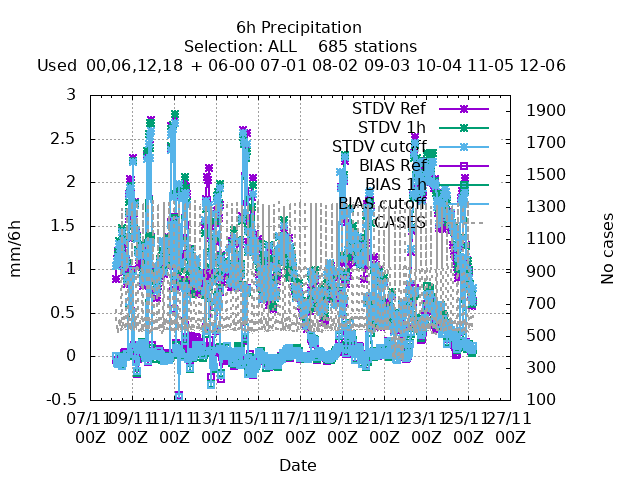 6h Precipitation
Selection: ALL 685 stations
Used 00,06,12,18 + 06-00 07-01 08-02 09-03 10-04 11-05 12-06
3
2.5
2
1.5
1
0.5
0
-0.5
mm/6h
STDV Ref
STDV 1h
STDV cutoff
BIAS Ref
BIAS 1h
BIAS cutoff
CASES
1900
1700
1500
1300
1100
900
700
500
300
100
No cases
07/11 09/11 11/11 13/11 15/11 17/11 19/11 21/11 23/11 25/11 27/11
00Z 00Z 00Z 00Z 00Z 00Z 00Z 00Z 00Z 00Z 00Z
Date